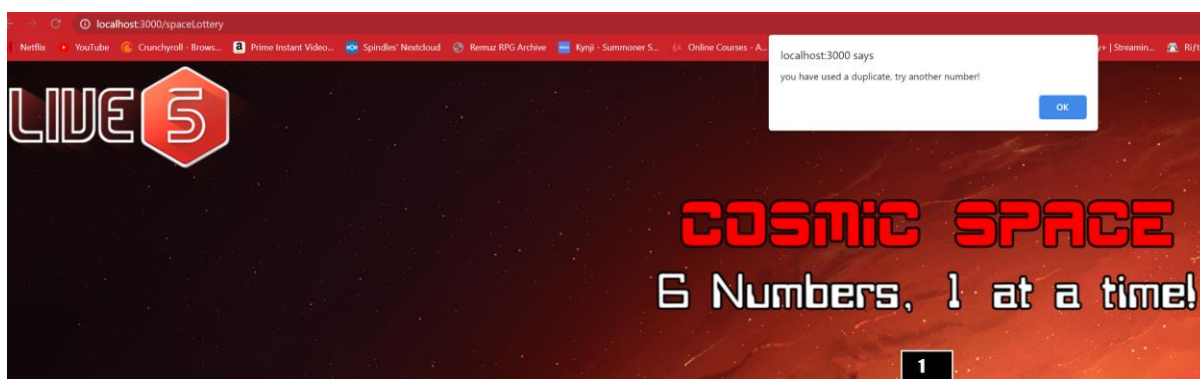 localhost:3000/spaceLottery
Netflix YouTube Crunchyroll - Brows... Prime Instant Video... Spindles' Nextcloud Remuz RPG Archive Kynji - Summoner S... Online Courses - A... y+ | Streamin...
localhost:3000 says
you have used a duplicate, try another number!
OK
LIVE 5
COSMIC SPACE
6 Numbers, 1 at a time!
1